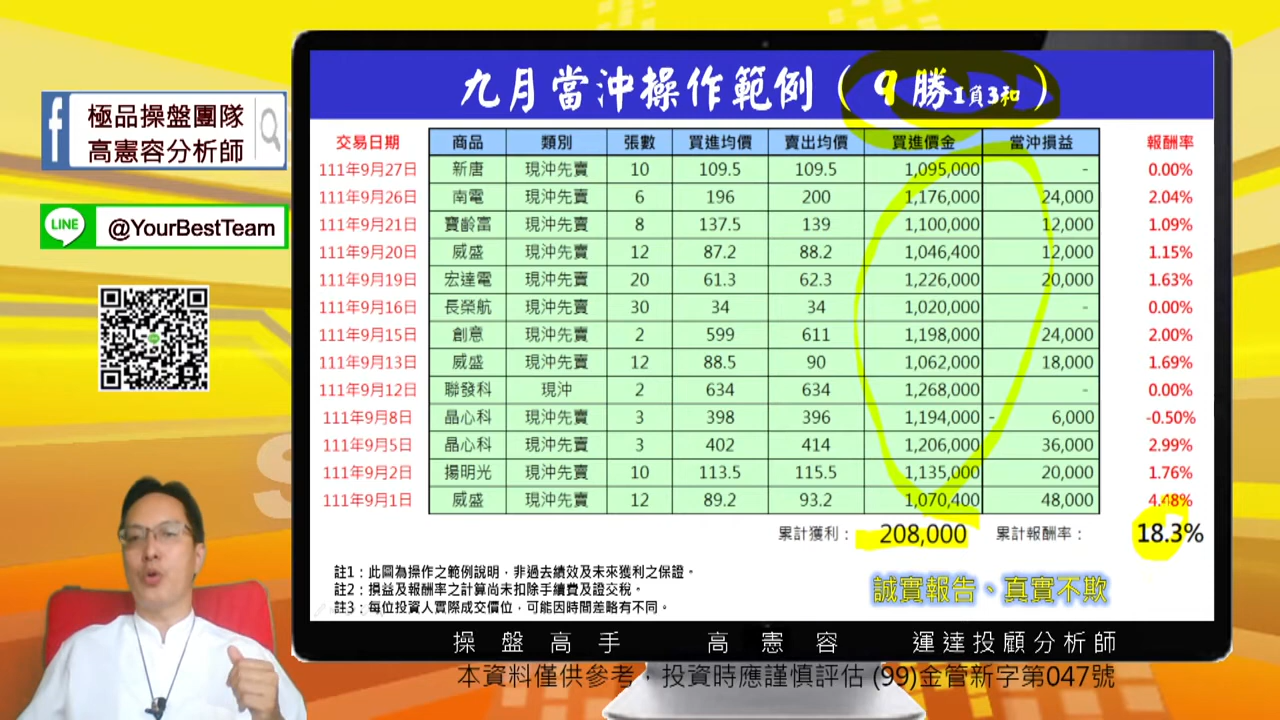 極品操盤團隊
高憲容分析師
LINE @YourBestTeam
九月當沖操作範例（9勝1負3和）
交易日期 商品 類別 張數 買進均價 賣出均價 買進價金 當沖損益 報酬率
111年9月27日 新唐 現沖先賣 10 109.5 109.5 1,095,000 - 0.00%
111年9月26日 南電 現沖先賣 6 196 200 1,176,000 24,000 2.04%
111年9月21日 寶齡富 現沖先賣 8 137.5 139 1,100,000 12,000 1.09%
111年9月20日 威盛 現沖先賣 12 87.2 88.2 1,046,400 12,000 1.15%
111年9月19日 宏達電 現沖先賣 20 61.3 62.3 1,226,000 20,000 1.63%
111年9月16日 長榮航 現沖先賣 30 34 34 1,020,000 - 0.00%
111年9月15日 創意 現沖先賣 2 599 611 1,198,000 24,000 2.00%
111年9月13日 威盛 現沖先賣 12 88.5 90 1,062,000 18,000 1.69%
111年9月12日 聯發科 現沖 2 634 634 1,268,000 - 0.00%
111年9月8日 晶心科 現沖先賣 3 398 396 1,194,000 - 6,000 -0.50%
111年9月5日 晶心科 現沖先賣 3 402 414 1,206,000 36,000 2.99%
111年9月2日 揚明光 現沖先賣 10 113.5 115.5 1,135,000 20,000 1.76%
111年9月1日 威盛 現沖先賣 12 89.2 93.2 1,070,400 48,000 4.48%
累計獲利： 208,000 累計報酬率： 18.3%
註1：此圖為操作之範例說明，非過去績效及未來獲利之保證。
註2：損益及報酬率之計算尚未扣除手續費及證交稅。
註3：每位投資人實際成交價位，可能因時間差略有不同。
誠實報告、真實不欺
操盤高手 高憲容 運達投顧分析師
本資料僅供參考，投資時應謹慎評估 (99)金管新字第047號